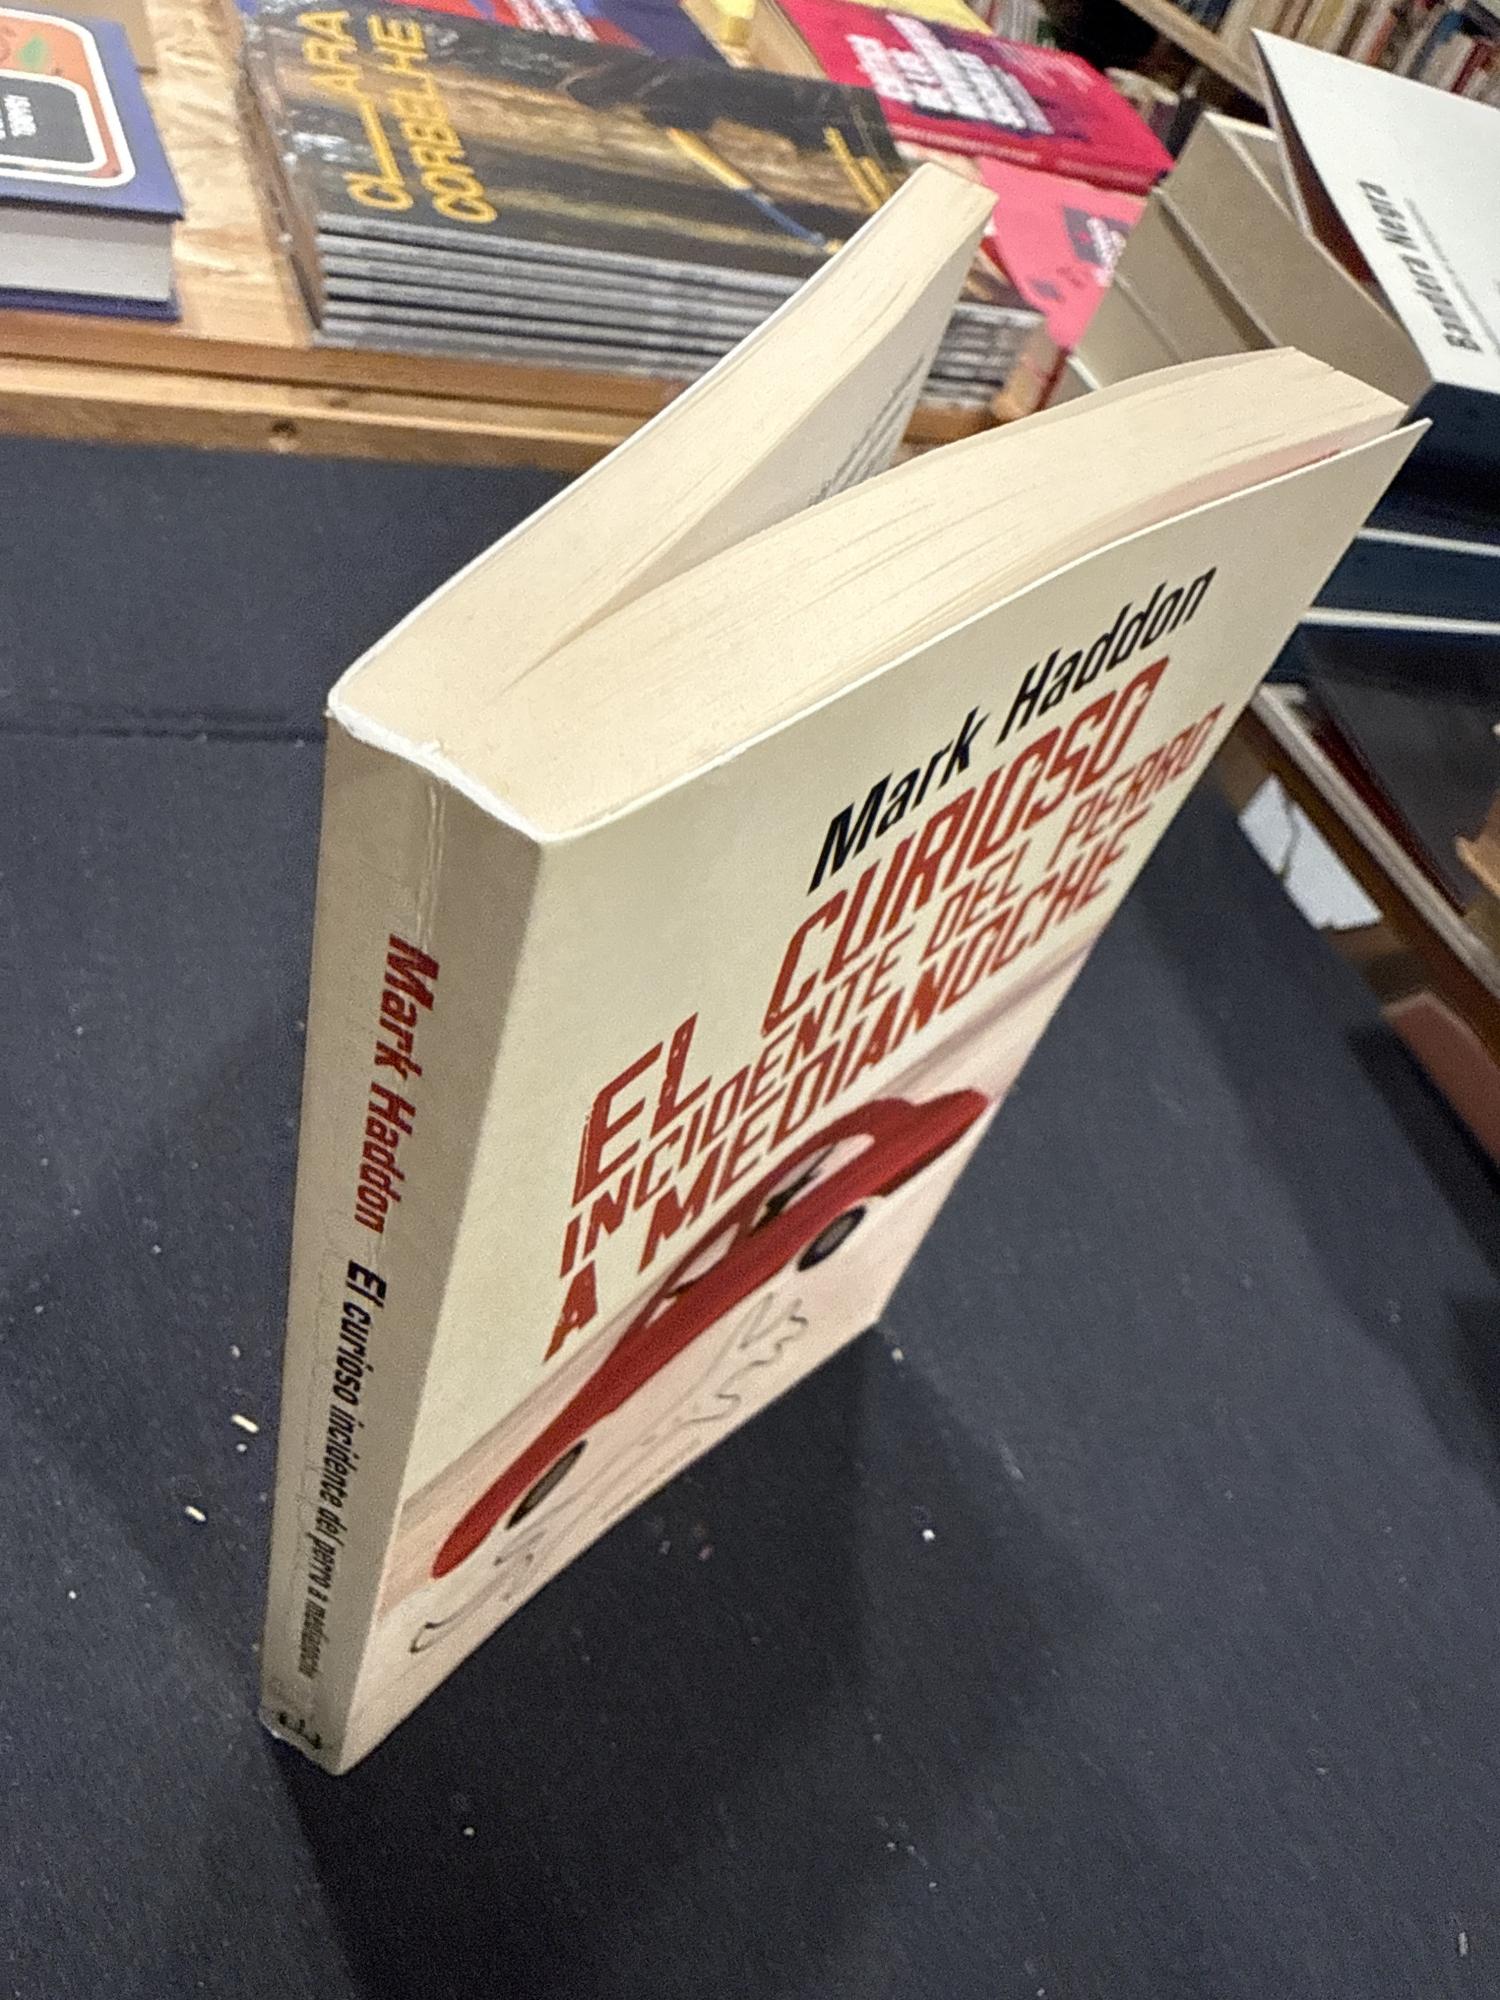 Mark Haddon
EL CURIOSO
INCIDENTE DEL PERRO
A MEDIANOCHE
Mark Haddon El curioso incidente del perro a medianoche
CLARA
CORBELHE
Bandera Negra